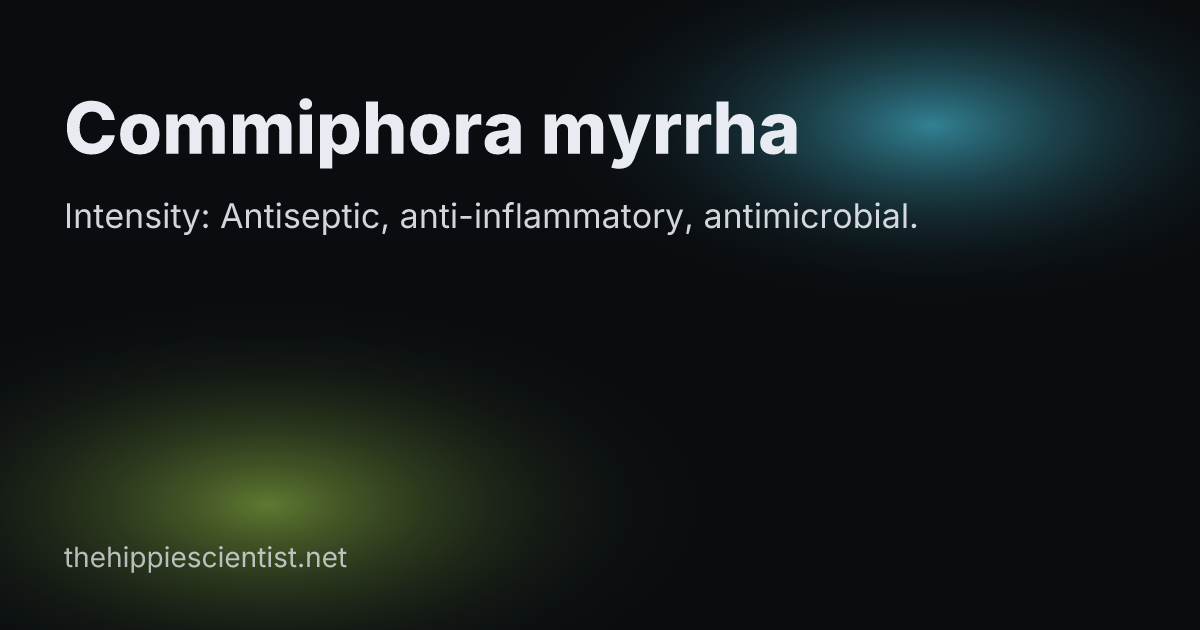 Commiphora myrrha
Intensity: Antiseptic, anti-inflammatory, antimicrobial.
thehippiescientist.net